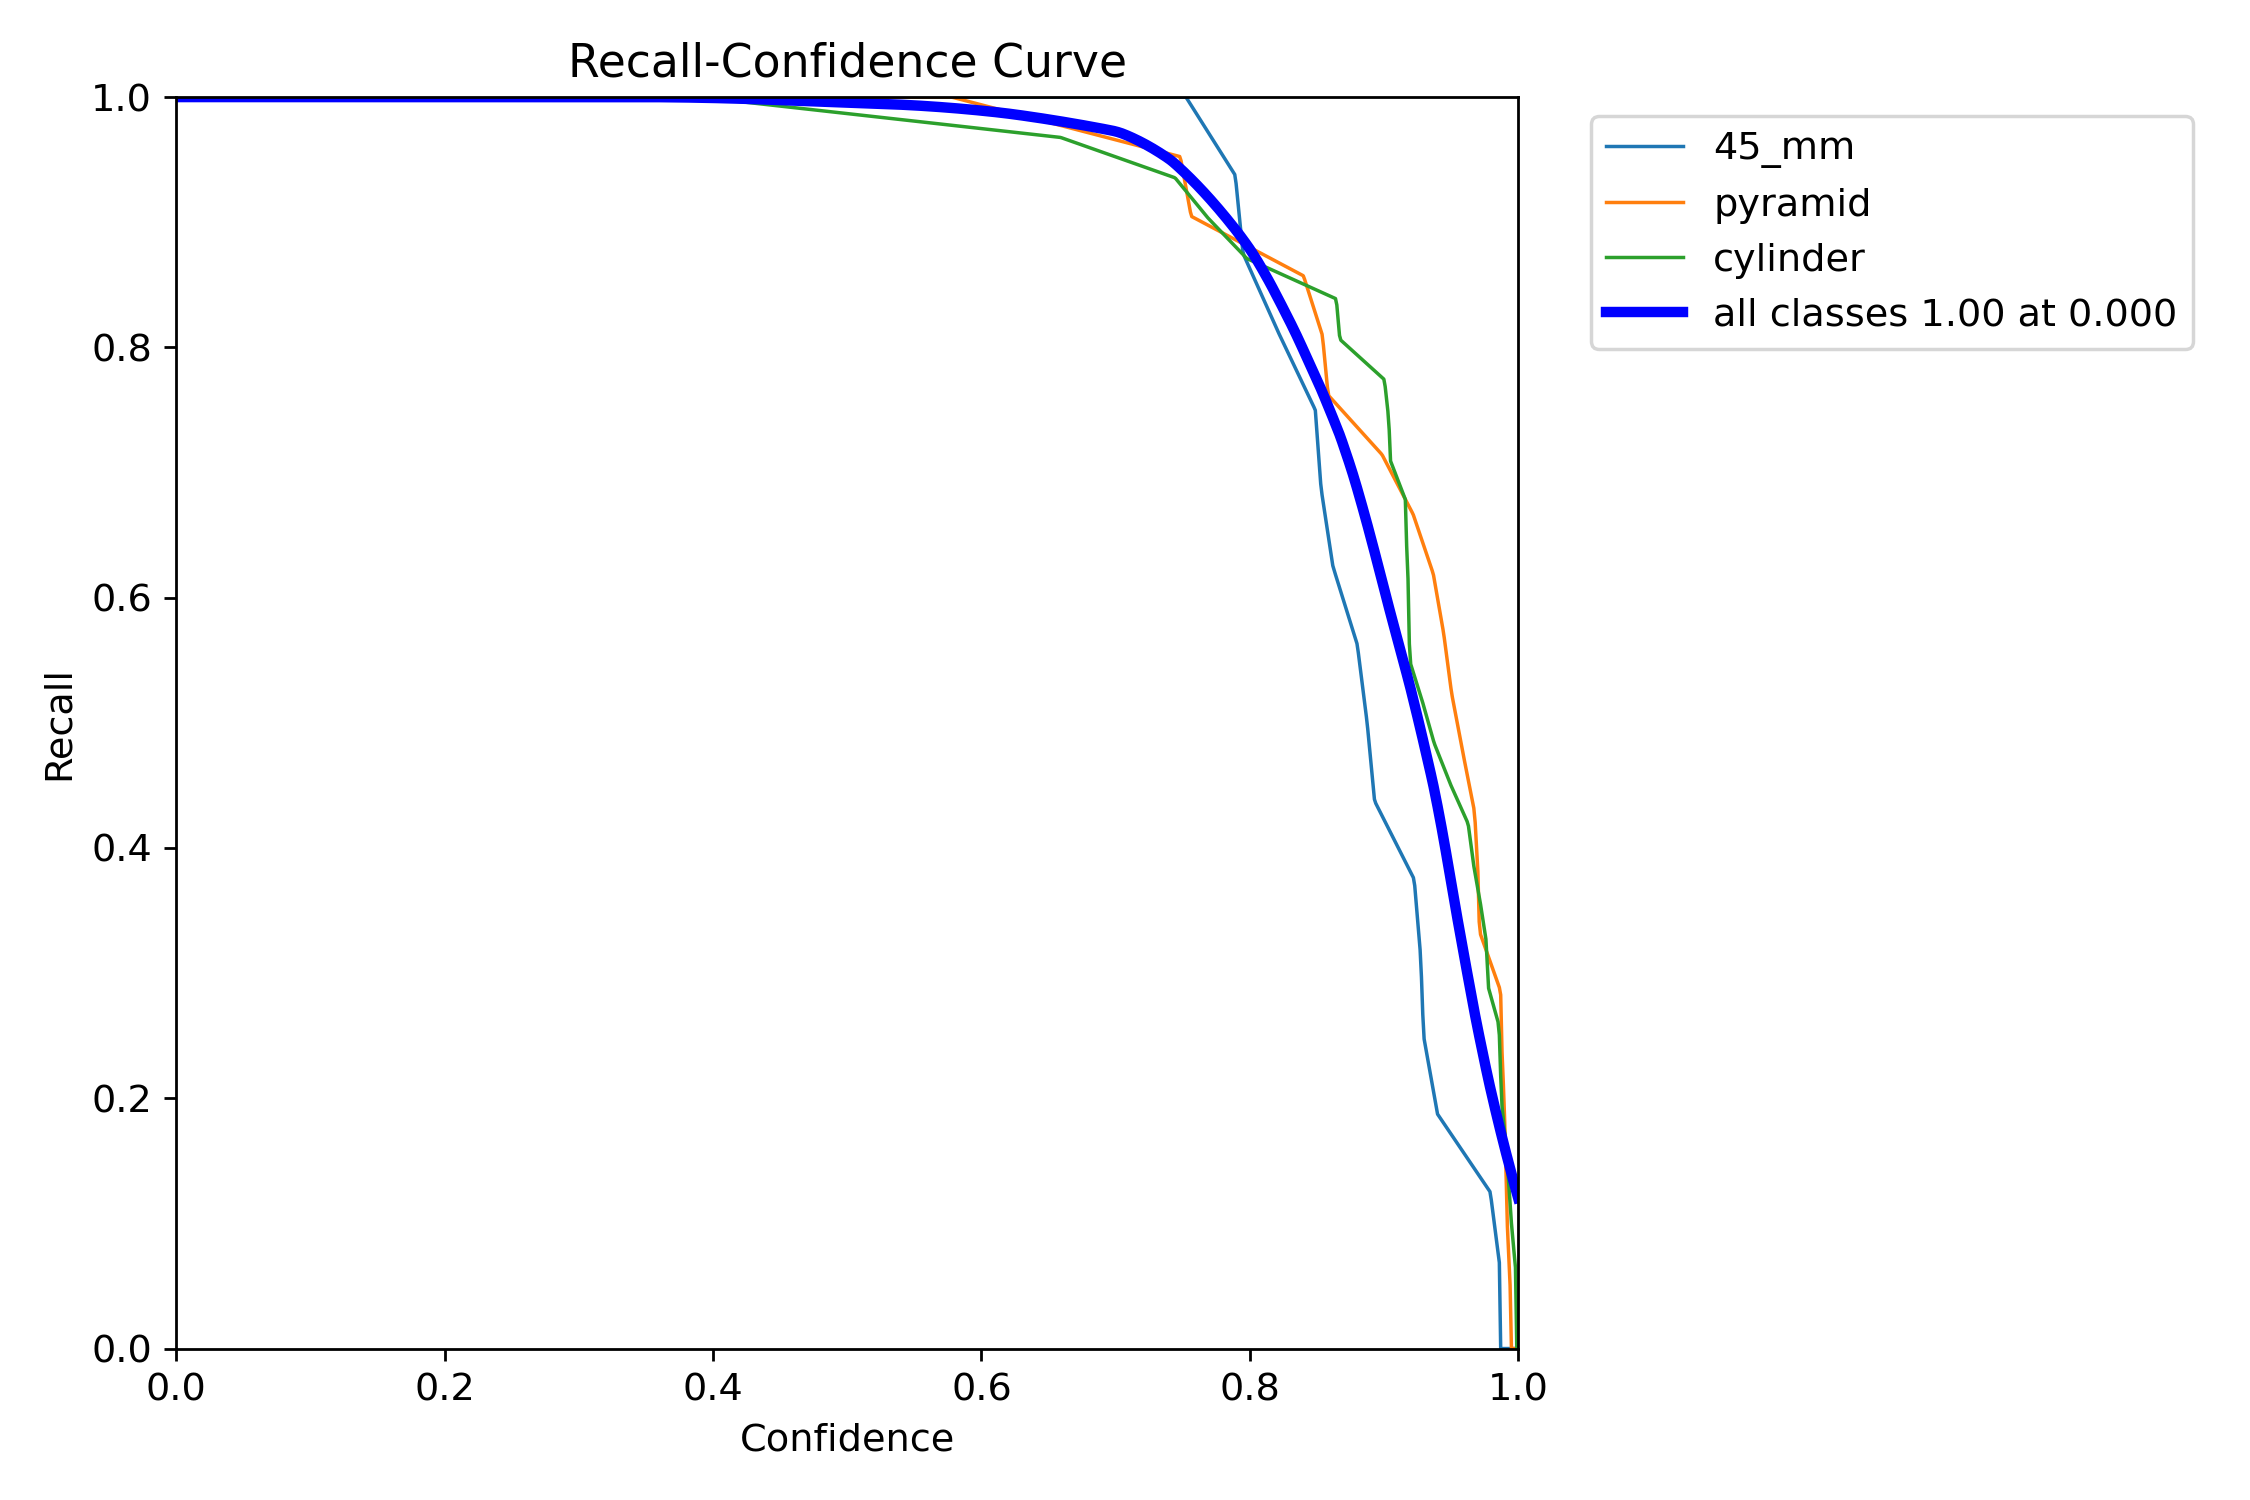 Recall-Confidence Curve
1.0
0.8
0.6
0.4
0.2
0.0
Recall
0.0 0.2 0.4 0.6 0.8 1.0
Confidence
45_mm
pyramid
cylinder
all classes 1.00 at 0.000